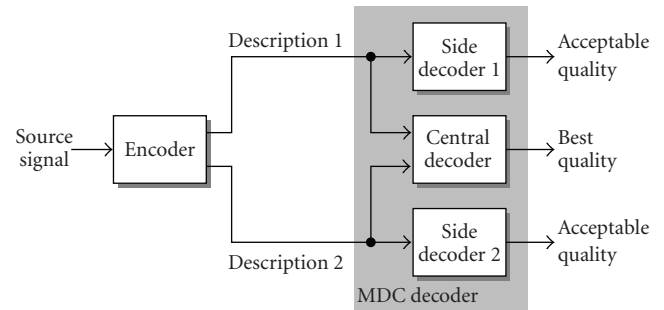 Source
signal
Encoder
Description 1
Description 2
Side
decoder 1
Central
decoder
Side
decoder 2
MDC decoder
Acceptable
quality
Best
quality
Acceptable
quality